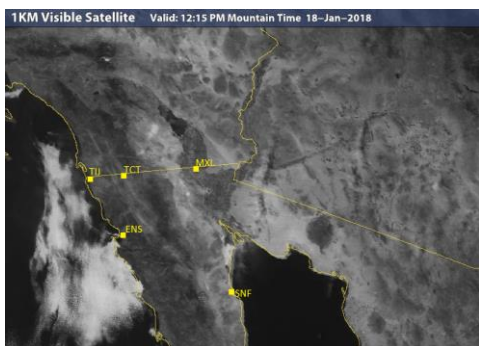 1KM Visible Satellite Valid: 12:15 PM Mountain Time 18-Jan-2018
TIJ
TCT
MXL
ENS
SNF